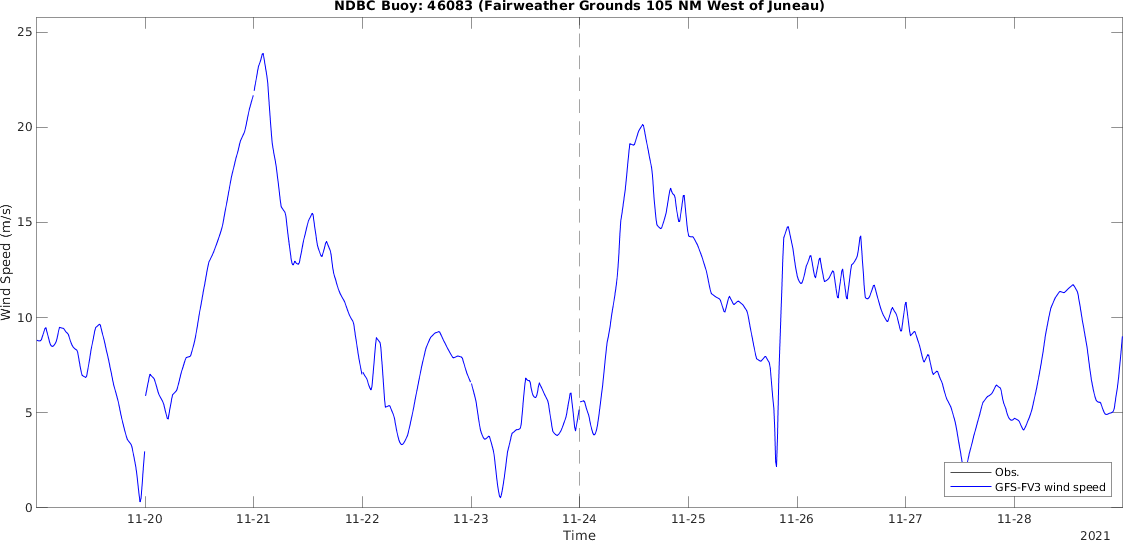 NDBC Buoy: 46083 (Fairweather Grounds 105 NM West of Juneau)
25
20
15
10
5
0
Wind Speed (m/s)
Obs.
GFS-FV3 wind speed
11-20 11-21 11-22 11-23 11-24 11-25 11-26 11-27 11-28
Time
2021